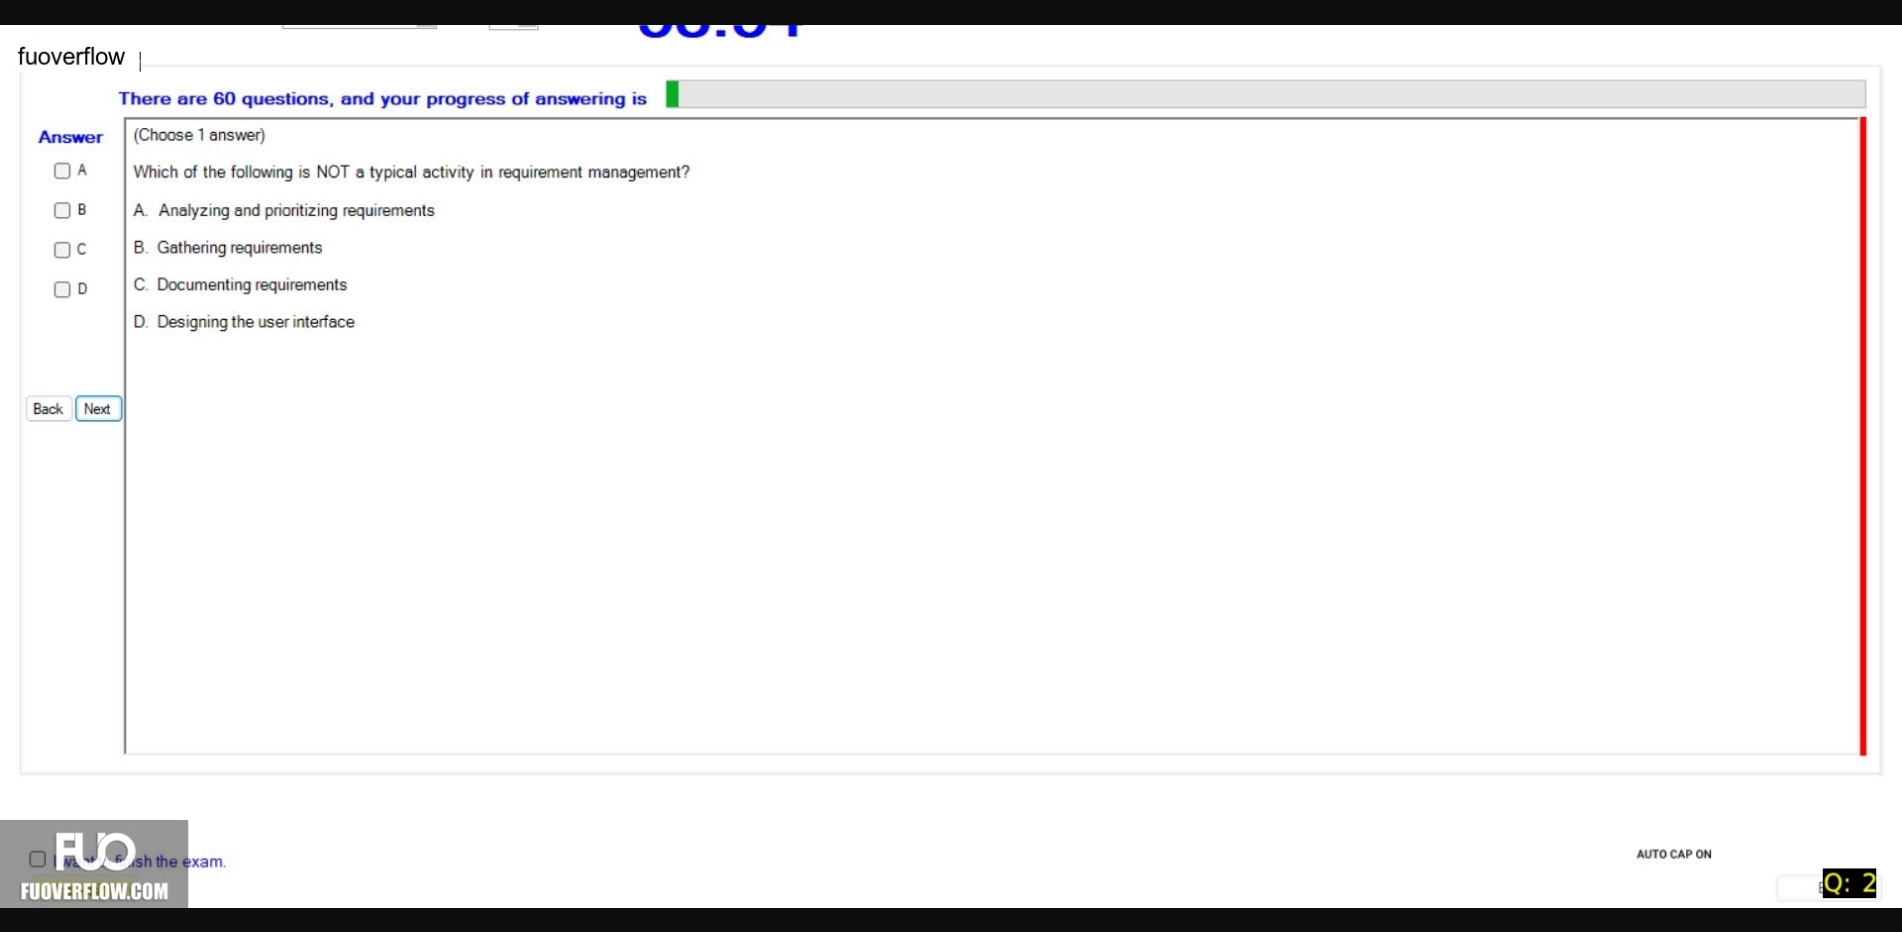 fuoverflow
There are 60 questions, and your progress of answering is
Answer
(Choose 1 answer)
A
Which of the following is NOT a typical activity in requirement management?
B
A. Analyzing and prioritizing requirements
C
B. Gathering requirements
D
C. Documenting requirements
D. Designing the user interface
Back
Next
FUO
the exam.
FUOVERFLOW.COM
AUTO CAP ON
Q: 2